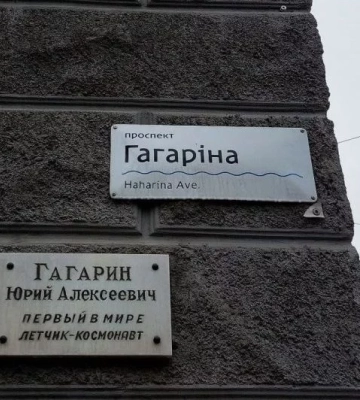 проспект
Гагаріна
Haharina Ave.
ГАГАРИН
ЮРИЙ АЛЕКСЕЕВИЧ
ПЕРВЫЙ В МИРЕ
ЛЕТЧИК-КОСМОНАВТ